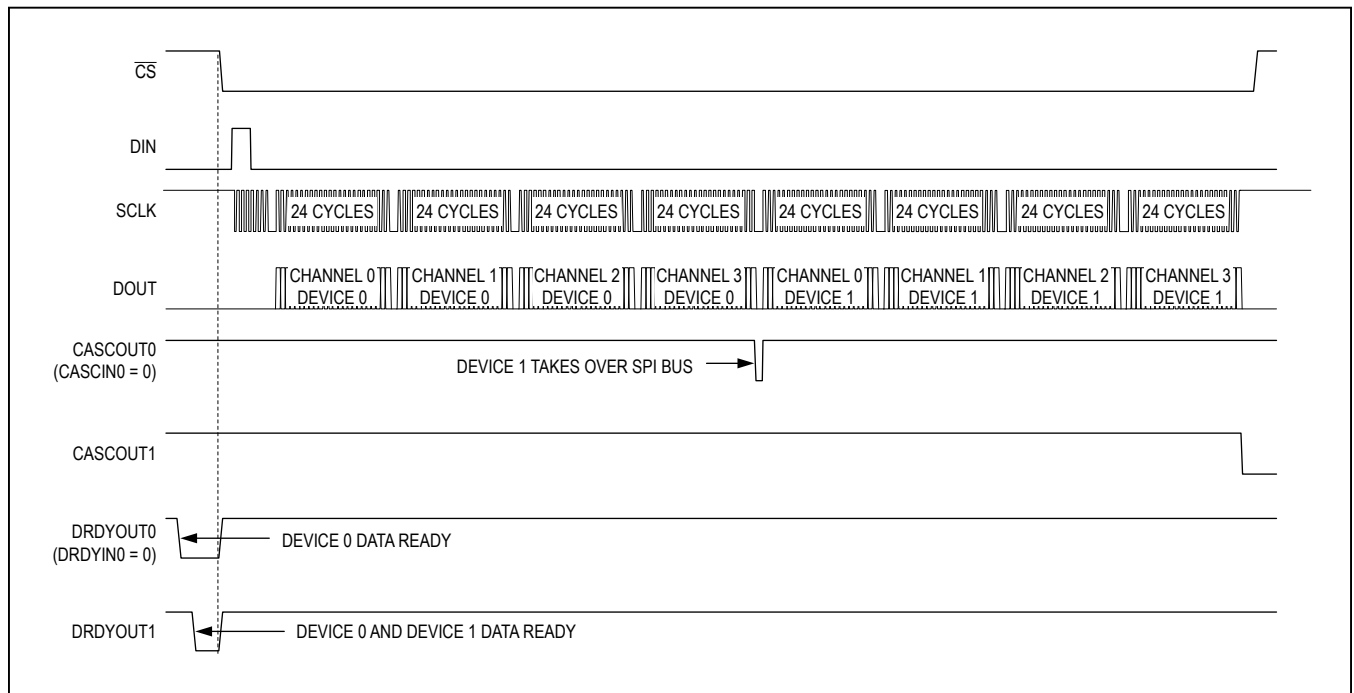 CS
DIN
SCLK
24 CYCLES 24 CYCLES 24 CYCLES 24 CYCLES 24 CYCLES 24 CYCLES 24 CYCLES 24 CYCLES
DOUT
CHANNEL 0 CHANNEL 1 CHANNEL 2 CHANNEL 3 CHANNEL 0 CHANNEL 1 CHANNEL 2 CHANNEL 3
DEVICE 0 DEVICE 0 DEVICE 0 DEVICE 0 DEVICE 1 DEVICE 1 DEVICE 1 DEVICE 1
CASCOUT0
(CASCIN0 = 0)
DEVICE 1 TAKES OVER SPI BUS
CASCOUT1
DRDYOUT0
(DRDYIN0 = 0)
DEVICE 0 DATA READY
DRDYOUT1
DEVICE 0 AND DEVICE 1 DATA READY